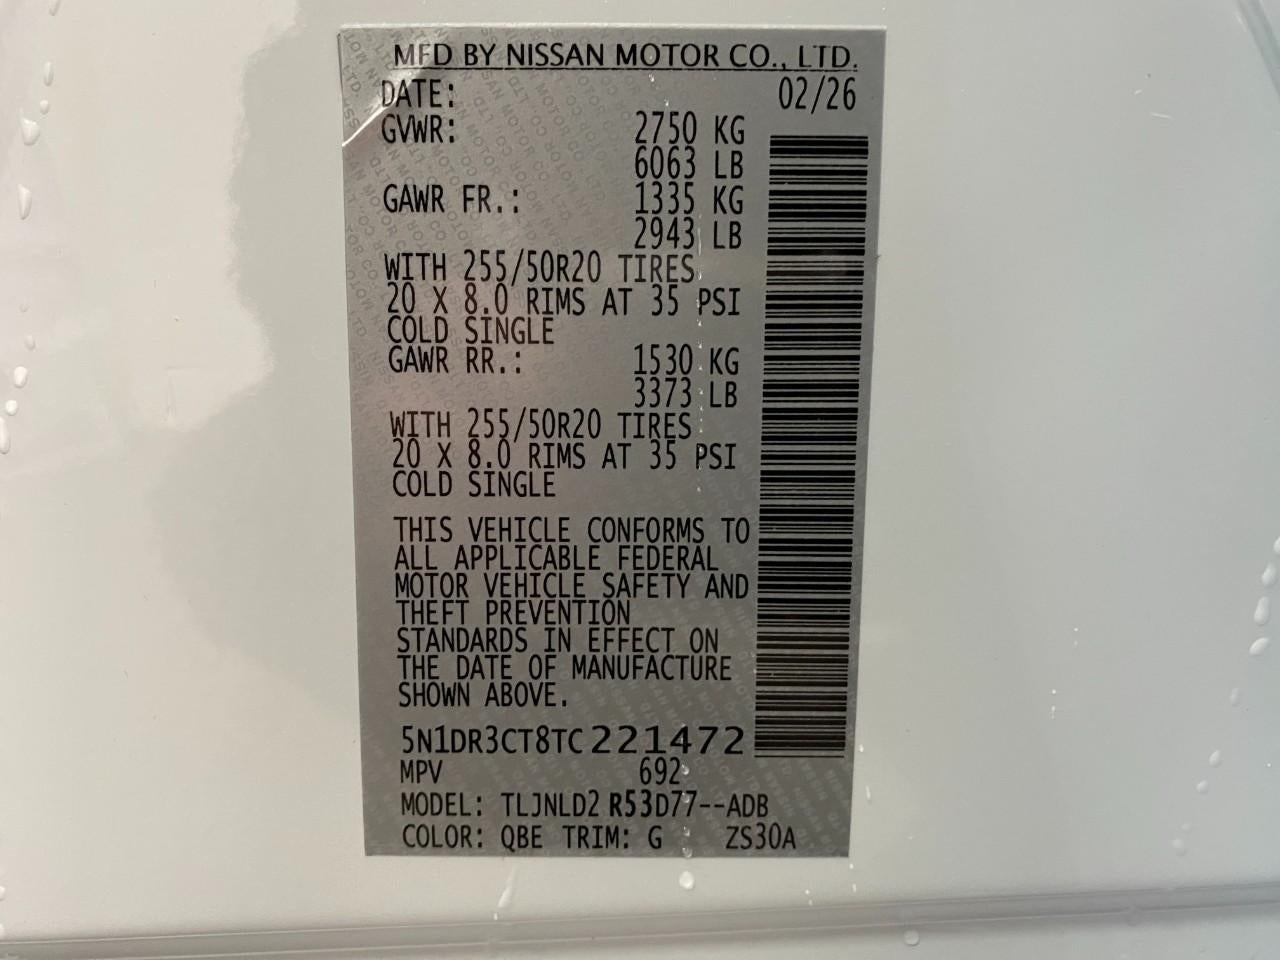 MFD BY NISSAN MOTOR CO., LTD.
DATE: 02/26
GVWR: 2750 KG
6063 LB
GAWR FR.: 1335 KG
2943 LB
WITH 255/50R20 TIRES
20 X 8.0 RIMS AT 35 PSI
COLD SINGLE
GAWR RR.: 1530 KG
3373 LB
WITH 255/50R20 TIRES
20 X 8.0 RIMS AT 35 PSI
COLD SINGLE
THIS VEHICLE CONFORMS TO
ALL APPLICABLE FEDERAL
MOTOR VEHICLE SAFETY AND
THEFT PREVENTION
STANDARDS IN EFFECT ON
THE DATE OF MANUFACTURE
SHOWN ABOVE.
5N1DR3CT8TC221472
MPV 692
MODEL: TLJNLD2 R53D77--ADB
COLOR: QBE TRIM: G ZS30A